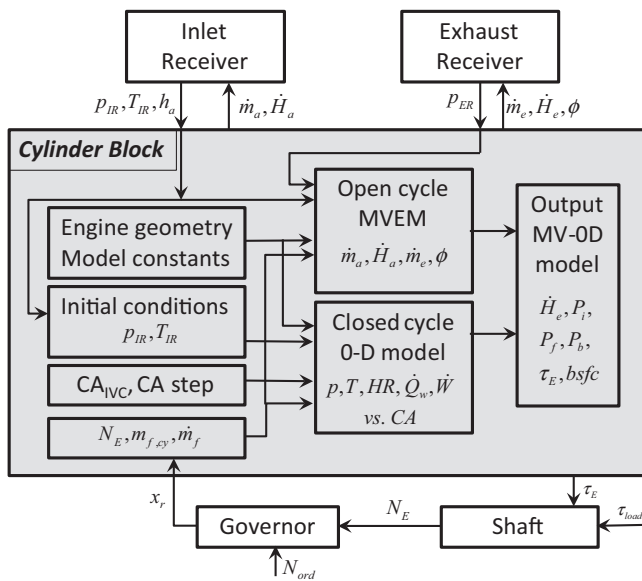 Inlet
Receiver
Exhaust
Receiver
p_IR, T_IR, h_a
ṁ_a, Ḣ_a
p_ER
ṁ_e, Ḣ_e, ϕ
Cylinder Block
Engine geometry
Model constants
Initial conditions
p_IR, T_IR
CA_IVC, CA step
N_E, m_f,cy, ṁ_f
Open cycle
MVEM
ṁ_a, Ḣ_a, ṁ_e, ϕ
Closed cycle
0-D model
p, T, HR, Q̇_w, Ẇ
vs. CA
Output
MV-0D
model
Ḣ_e, P_i,
P_f, P_b,
τ_E, bsfc
x_r
Governor
N_E
Shaft
τ_E
τ_load
N_ord